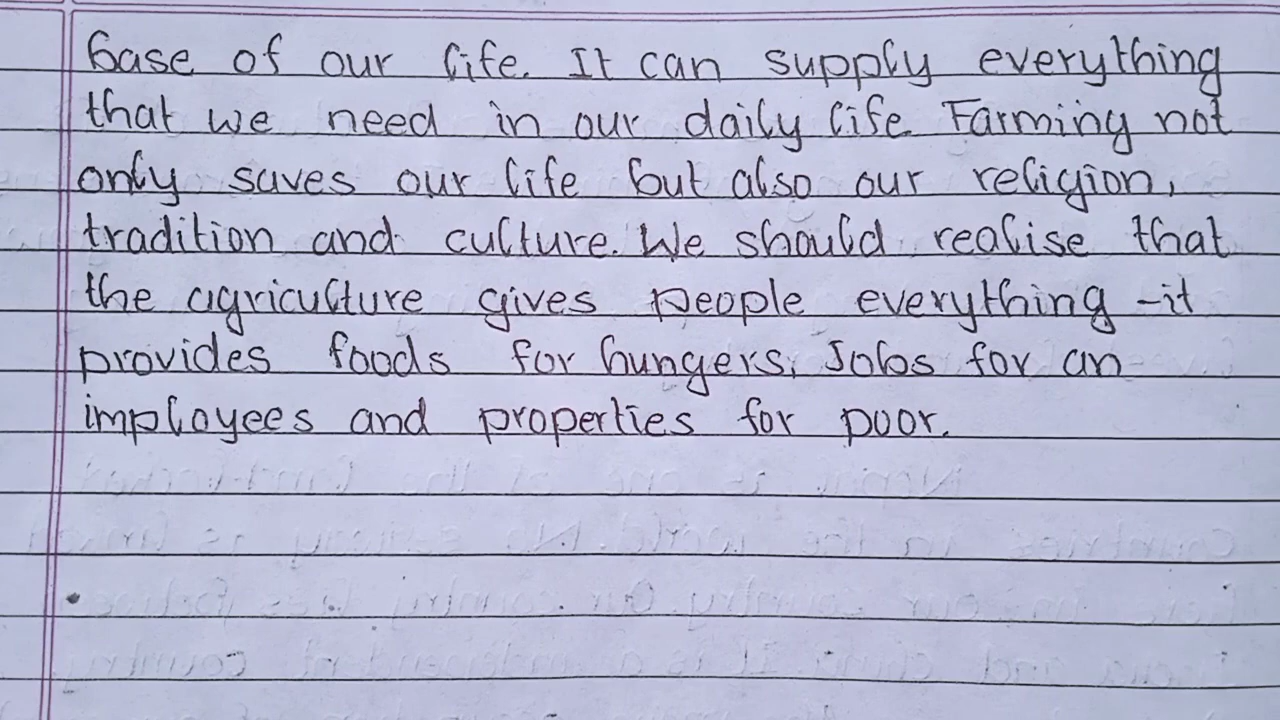 base of our life. It can supply everything
that we need in our daily life. Farming not
only saves our life but also our religion,
tradition and culture. We should realise that
the agriculture gives people everything -it
provides foods for hungers, Jobs for an
imployees and properties for poor.